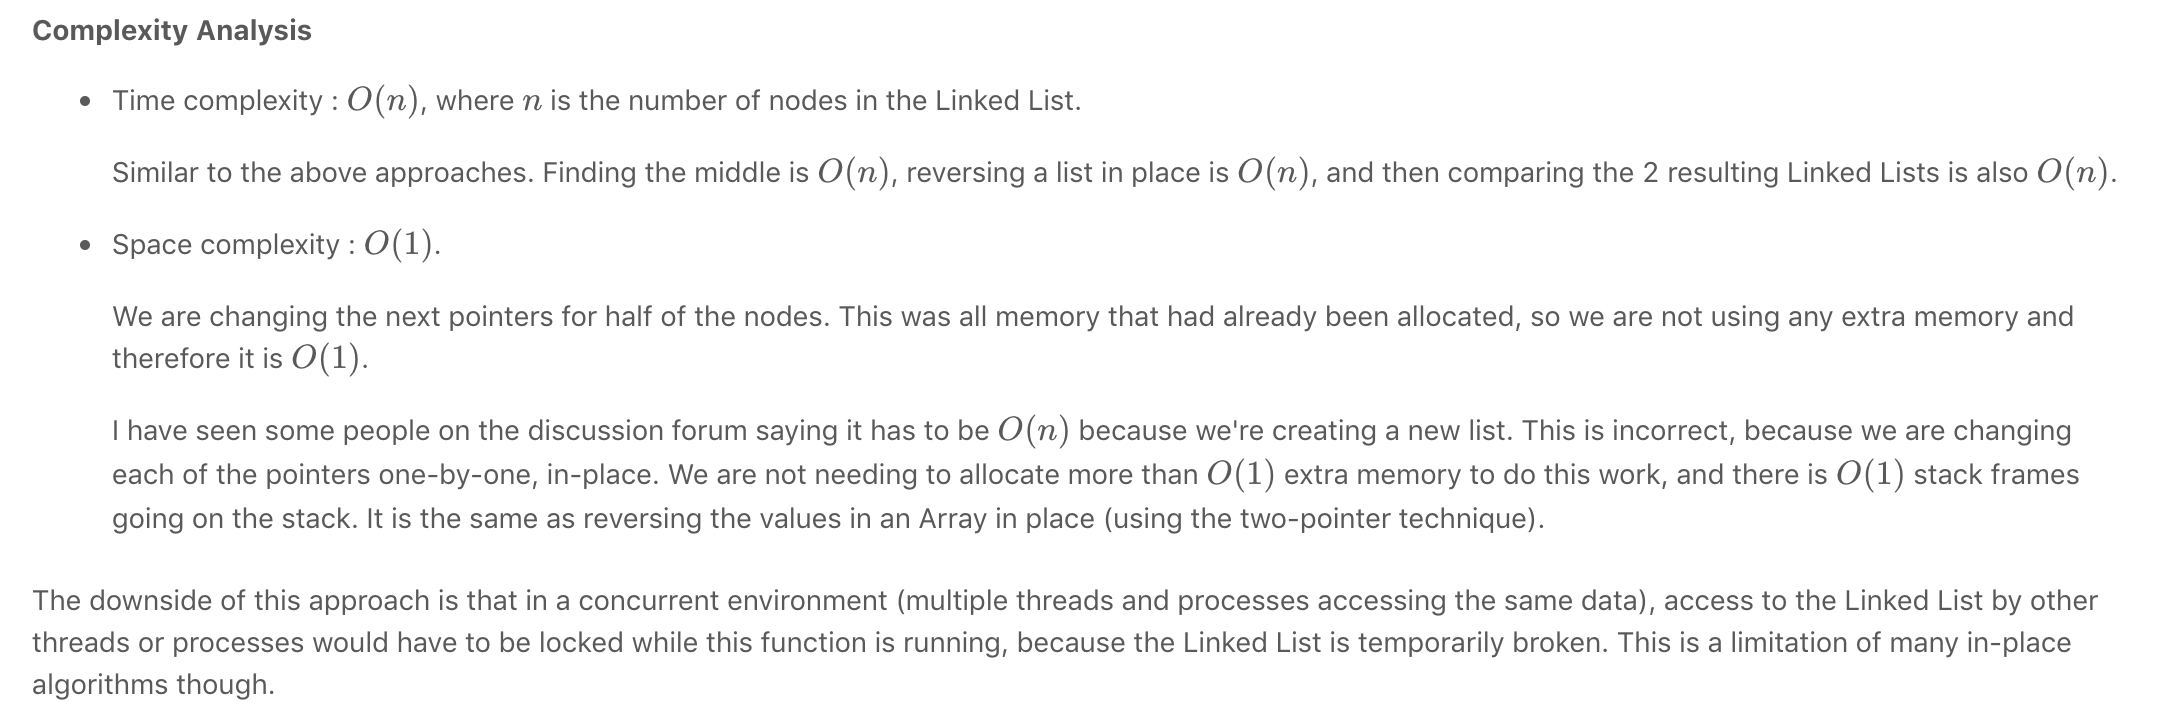 Complexity Analysis
• Time complexity : O(n), where n is the number of nodes in the Linked List.
Similar to the above approaches. Finding the middle is O(n), reversing a list in place is O(n), and then comparing the 2 resulting Linked Lists is also O(n).
• Space complexity : O(1).
We are changing the next pointers for half of the nodes. This was all memory that had already been allocated, so we are not using any extra memory and
therefore it is O(1).
I have seen some people on the discussion forum saying it has to be O(n) because we're creating a new list. This is incorrect, because we are changing
each of the pointers one-by-one, in-place. We are not needing to allocate more than O(1) extra memory to do this work, and there is O(1) stack frames
going on the stack. It is the same as reversing the values in an Array in place (using the two-pointer technique).
The downside of this approach is that in a concurrent environment (multiple threads and processes accessing the same data), access to the Linked List by other
threads or processes would have to be locked while this function is running, because the Linked List is temporarily broken. This is a limitation of many in-place
algorithms though.